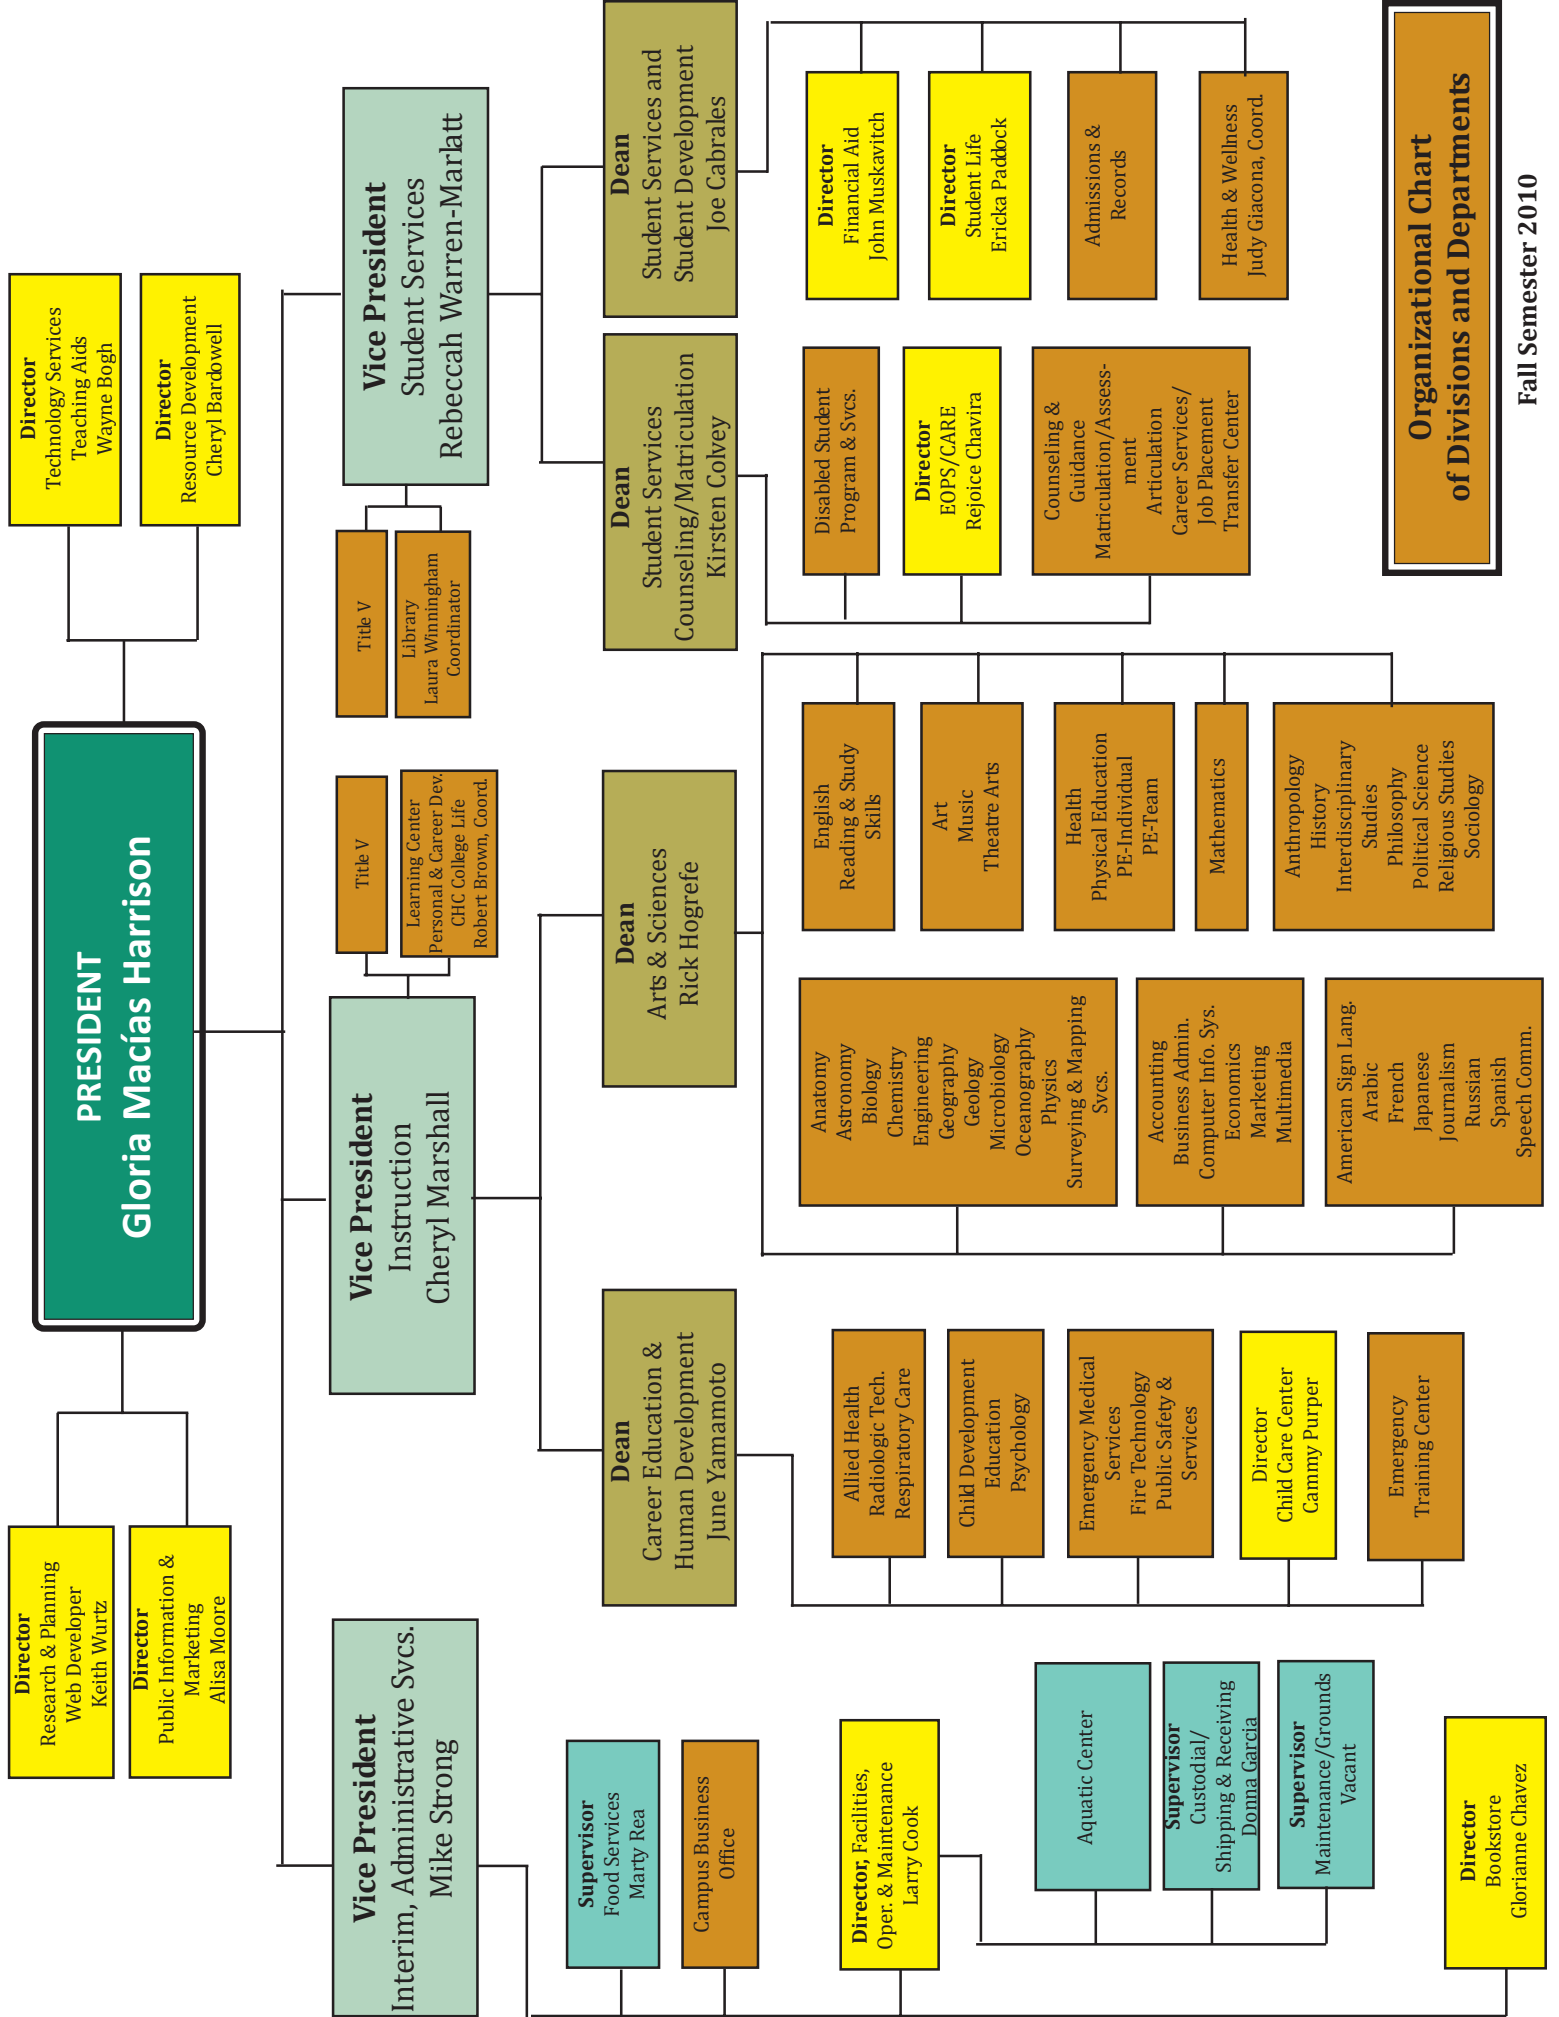 PRESIDENT
Gloria Macías Harrison
Director
Research & Planning
Web Developer
Keith Wurtz
Director
Public Information &
Marketing
Alisa Moore
Director
Technology Services
Teaching Aids
Wayne Bogh
Director
Resource Development
Cheryl Bardowell
Vice President
Interim, Administrative Svcs.
Mike Strong
Supervisor
Food Services
Marty Rea
Campus Business
Office
Director, Facilities,
Oper. & Maintenance
Larry Cook
Aquatic Center
Supervisor
Custodial/
Shipping & Receiving
Donna Garcia
Supervisor
Maintenance/Grounds
Vacant
Director
Bookstore
Glorianne Chavez
Vice President
Instruction
Cheryl Marshall
Title V
Learning Center
Personal & Career Dev.
CHC College Life
Robert Brown, Coord.
Dean
Career Education &
Human Development
June Yamamoto
Allied Health
Radiologic Tech.
Respiratory Care
Child Development
Education
Psychology
Emergency Medical
Services
Fire Technology
Public Safety &
Services
Director
Child Care Center
Cammy Purper
Emergency
Training Center
Dean
Arts & Sciences
Rick Hogrefe
Anatomy
Astronomy
Biology
Chemistry
Engineering
Geography
Geology
Microbiology
Oceanography
Physics
Surveying & Mapping
Svcs.
Accounting
Business Admin.
Computer Info. Sys.
Economics
Marketing
Multimedia
American Sign Lang.
Arabic
French
Japanese
Journalism
Russian
Spanish
Speech Comm.
English
Reading & Study
Skills
Art
Music
Theatre Arts
Health
Physical Education
PE-Individual
PE-Team
Mathematics
Anthropology
History
Interdisciplinary
Studies
Philosophy
Political Science
Religious Studies
Sociology
Vice President
Student Services
Rebeccah Warren-Marlatt
Title V
Library
Laura Winningham
Coordinator
Dean
Student Services
Counseling/Matriculation
Kirsten Colvey
Disabled Student
Program & Svcs.
Director
EOPS/CARE
Rejoice Chavira
Counseling &
Guidance
Matriculation/Assess-
ment
Articulation
Career Services/
Job Placement
Transfer Center
Dean
Student Services and
Student Development
Joe Cabrales
Director
Financial Aid
John Muskavitch
Director
Student Life
Ericka Paddock
Admissions &
Records
Health & Wellness
Judy Giacona, Coord.
Organizational Chart
of Divisions and Departments
Fall Semester 2010